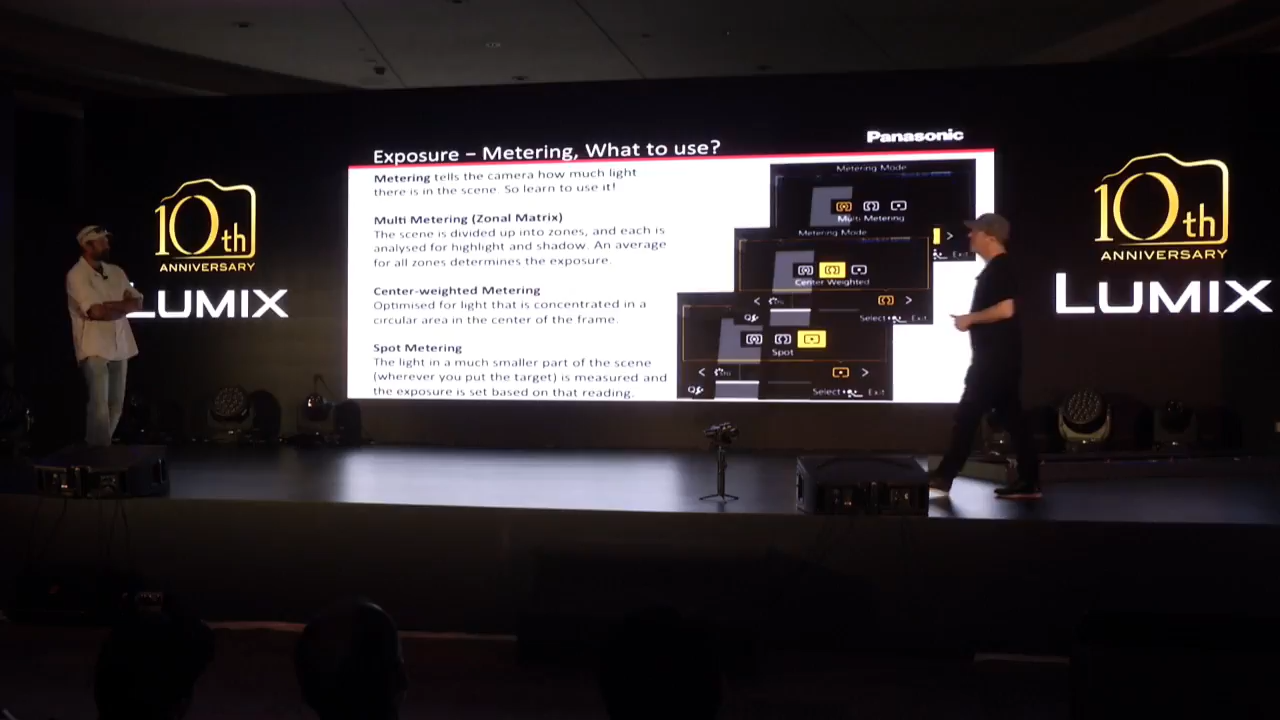 Panasonic
Exposure – Metering, What to use?
Metering tells the camera how much light
there is in the scene. So learn to use it!
Multi Metering (Zonal Matrix)
The scene is divided up into zones, and each is
analysed for highlight and shadow. An average
for all zones determines the exposure.
Center-weighted Metering
Optimised for light that is concentrated in a
circular area in the center of the frame.
Spot Metering
The light in a much smaller part of the scene
(wherever you put the target) is measured and
the exposure is set based on that reading.
Metering Mode
Multi Metering
Exit
Metering Mode
Center Weighted
Select Exit
Spot
Select Exit
10th
ANNIVERSARY
LUMIX
10th
ANNIVERSARY
LUMIX